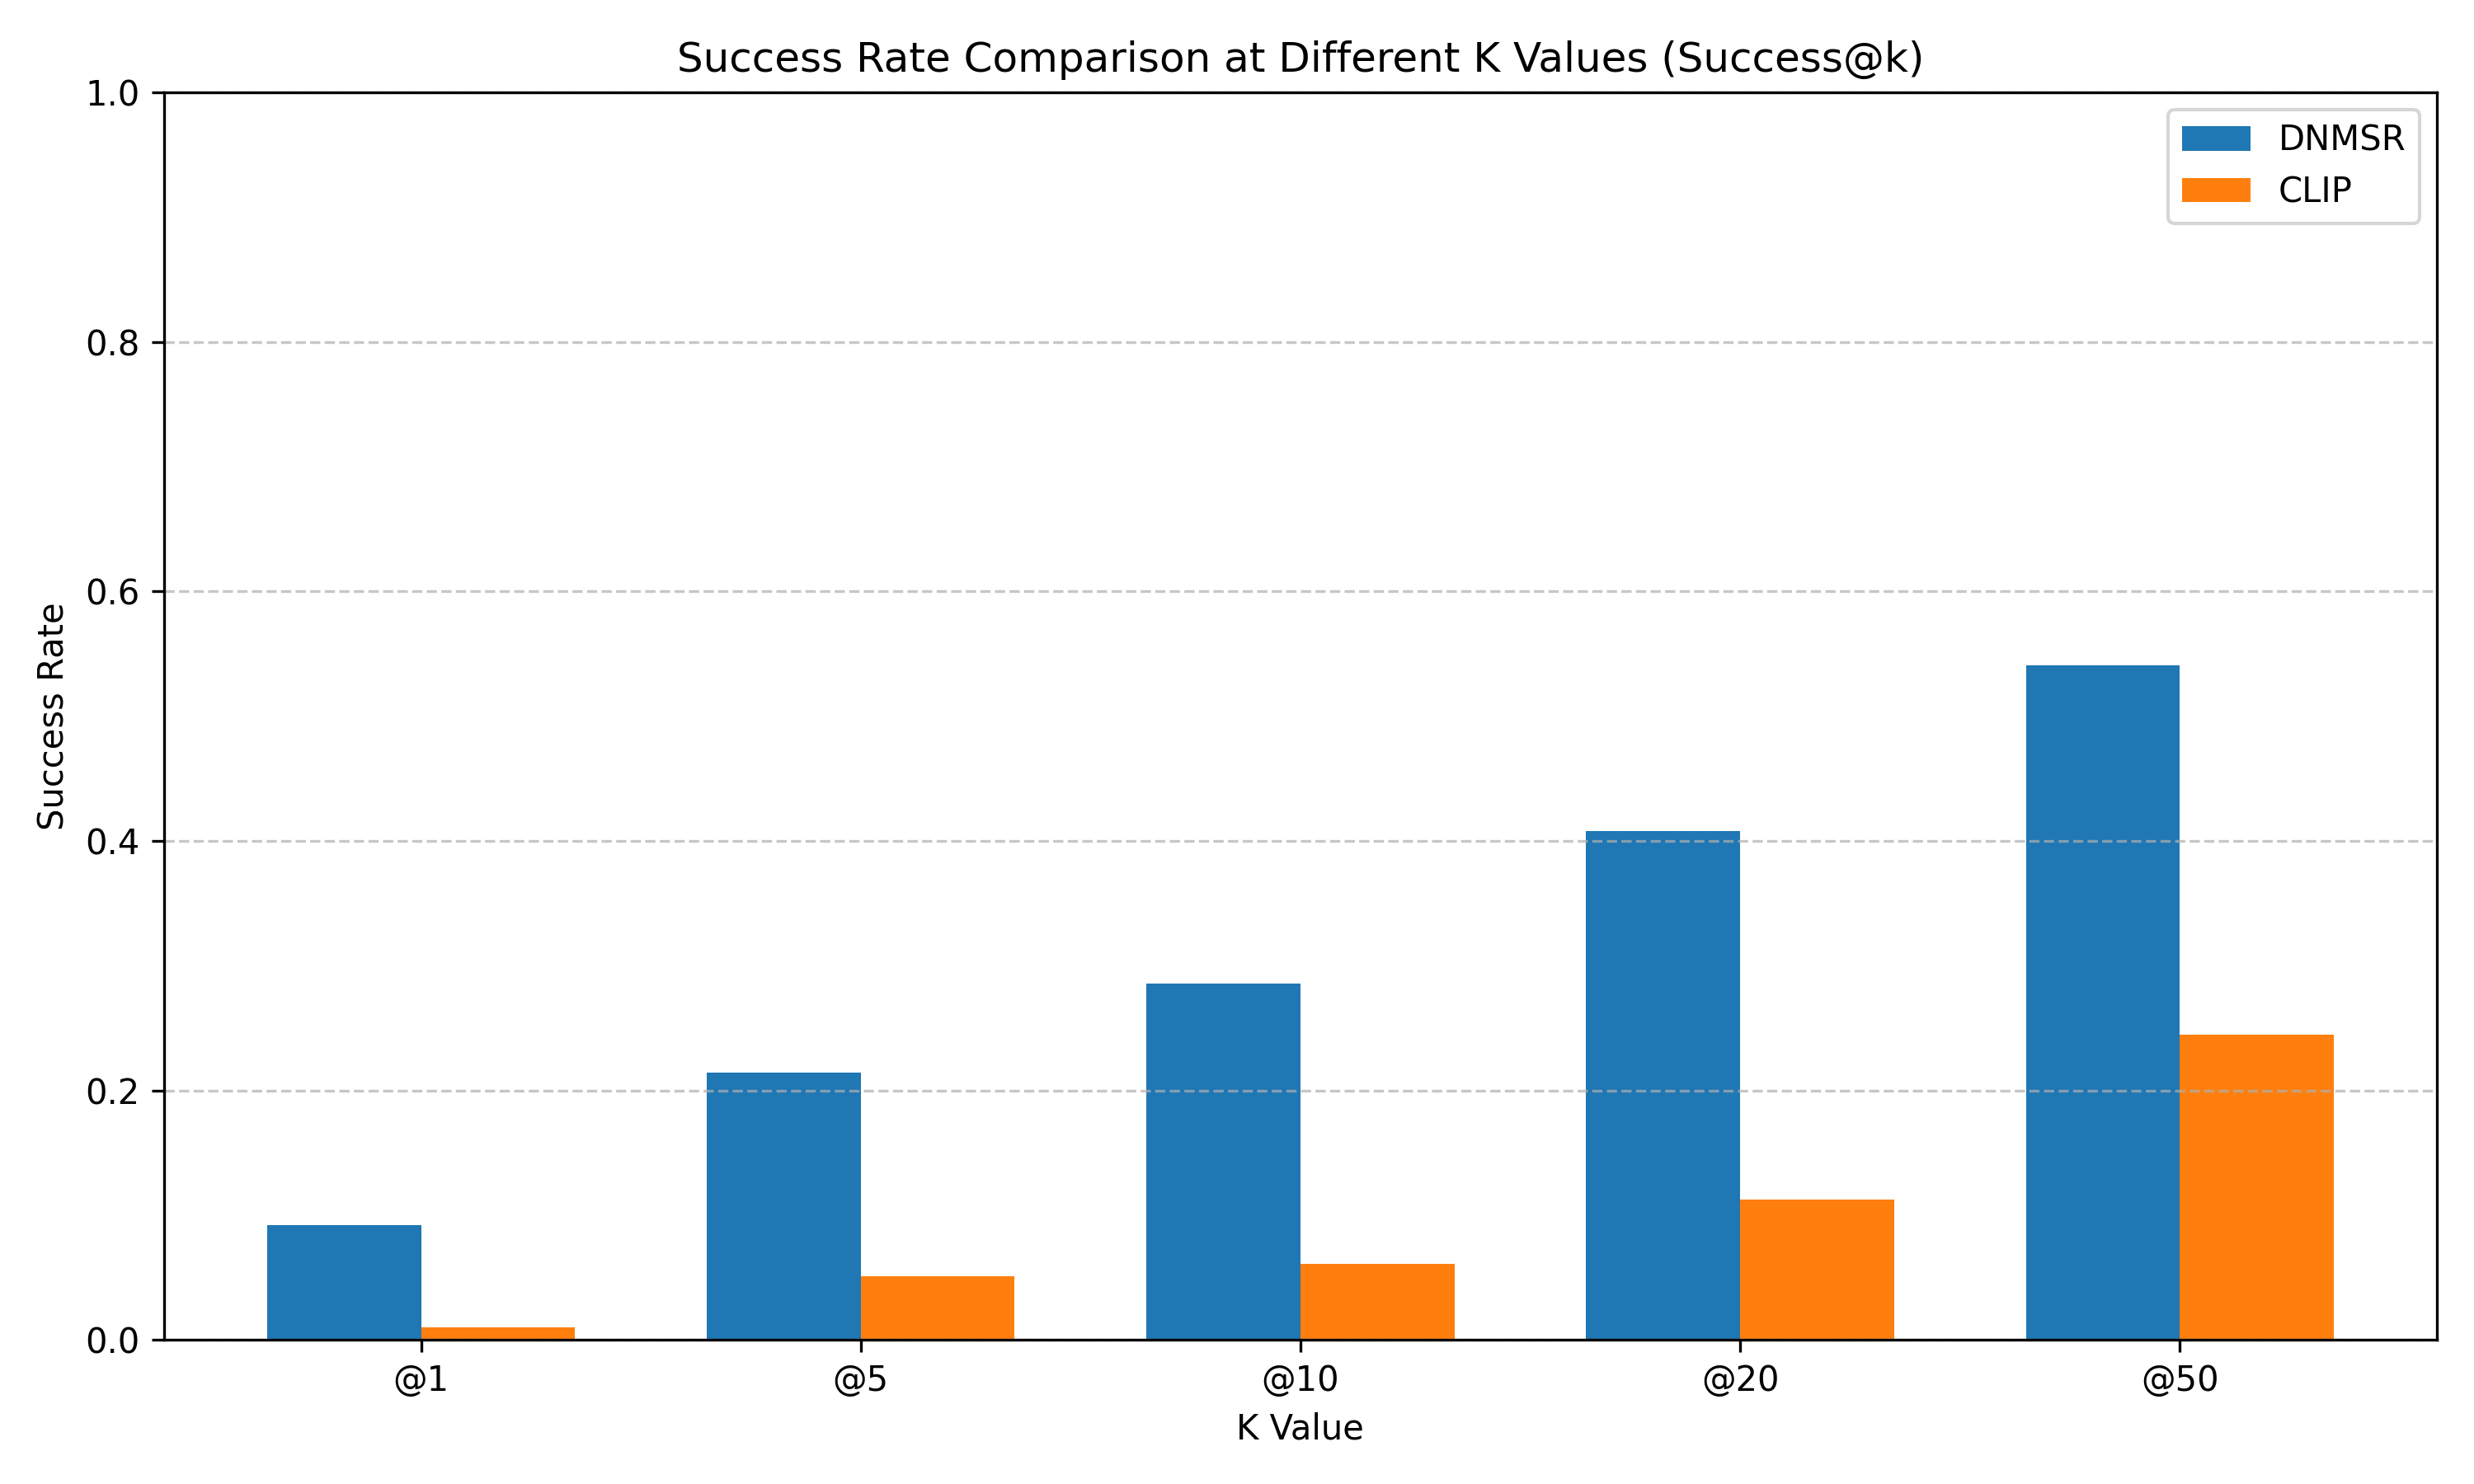 Success Rate Comparison at Different K Values (Success@k)
1.0
0.8
0.6
0.4
0.2
0.0
Success Rate
DNMSR
CLIP
@1 @5 @10 @20 @50
K Value